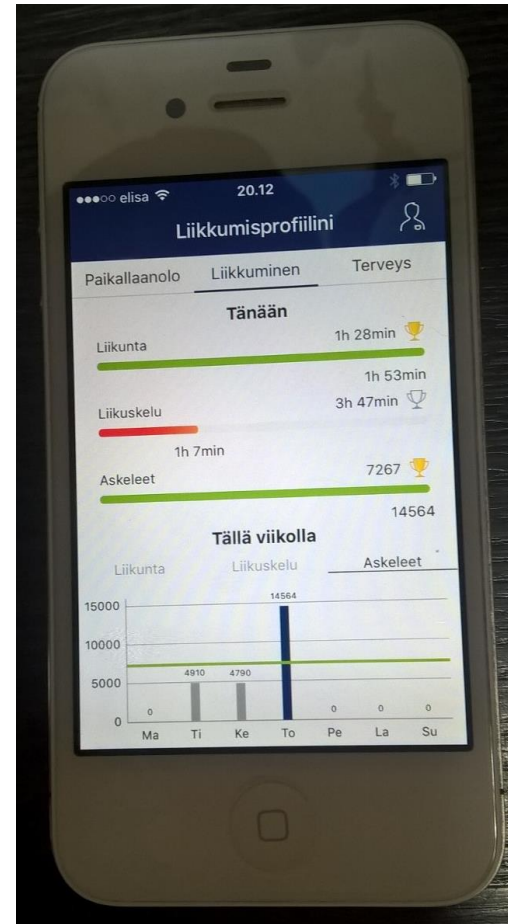 elisa 20.12
Liikkumisprofiilini
Paikallaanolo Liikkuminen Terveys
Tänään
Liikunta 1h 28min
1h 53min
Liikuskelu 3h 47min
1h 7min
Askeleet 7267
14564
Tällä viikolla
Liikunta Liikuskelu Askeleet
14564
15000
10000
4910 4790
5000
0 0 0 0
0
Ma Ti Ke To Pe La Su